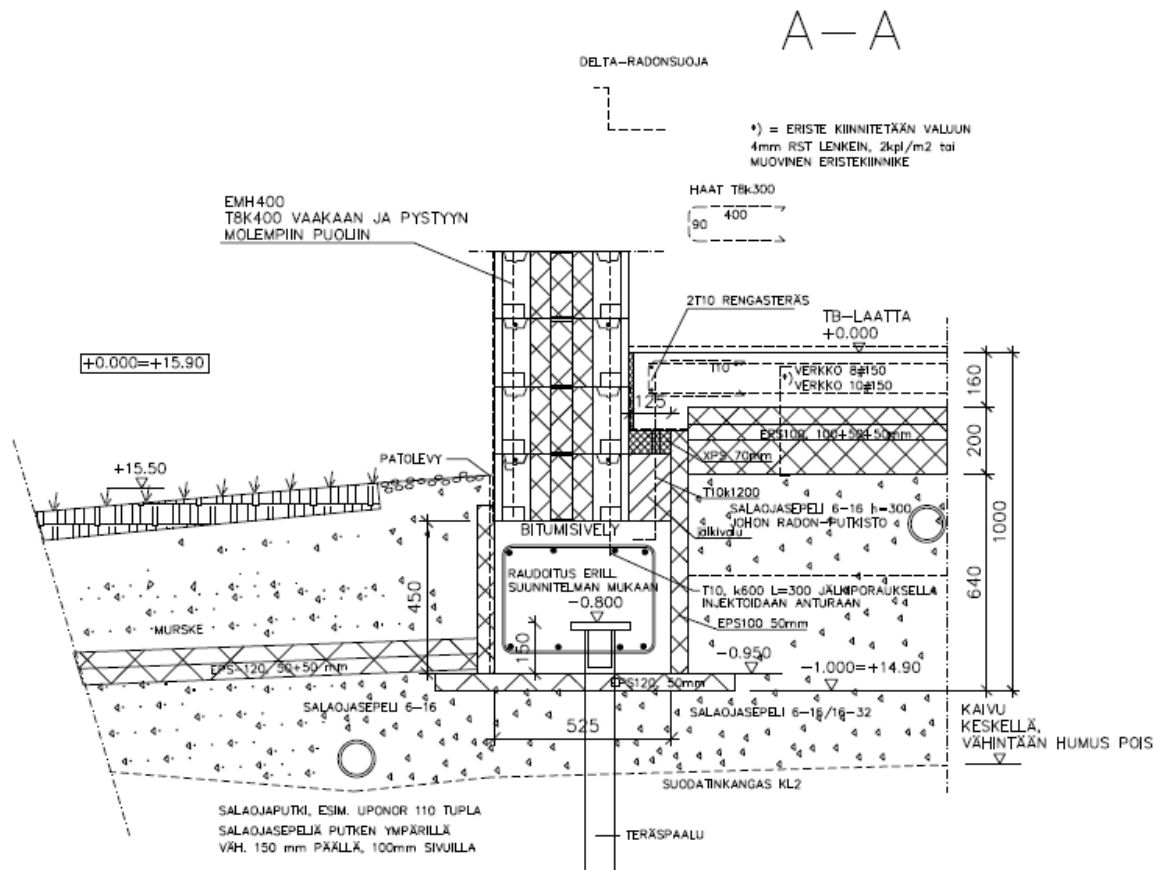 A—A
DELTA-RADONSUOJA
*) = ERISTE KIINNITETÄÄN VALUUN
4mm RST LENKEIN, 2kpl/m2 tai
MUOVINEN ERISTEKIINNIKE
HAAT T8k300
400
90
EMH400
T8K400 VAAKAAN JA PYSTYYN
MOLEMPIIN PUOLIIN
2T10 RENGASTERÄS
TB-LAATTA
+0.000
+0.000=+15.90
T10
*) VERKKO 8#150
VERKKO 10#150
160
125
EPS100, 100+50+50mm
200
PATOLEVY
XPS 70mm
+15.50
T10k1200
SALAOJASEPELI 6-16 h=300
JOHON RADON-PUTKISTO
jälkivalu
1000
BITUMISIVELY
RAUDOITUS ERILL.
SUUNNITELMAN MUKAAN
-0.800
T10, k600 L=300 JÄLKIPORAUKSELLA
INJEKTOIDAAN ANTURAAN
450
640
EPS100 50mm
MURSKE
150
-0.950
-1.000=+14.90
EPS-120, 50+50 mm
EPS120, 50mm
SALAOJASEPELI 6-16
525
SALAOJASEPELI 6-16/16-32
KAIVU
KESKELLÄ,
VÄHINTÄÄN HUMUS POIS
SUODATINKANGAS KL2
SALAOJAPUTKI, ESIM. UPONOR 110 TUPLA
SALAOJASEPELIÄ PUTKEN YMPÄRILLÄ
VÄH. 150 mm PÄÄLLÄ, 100mm SIVUILLA
TERÄSPAALU